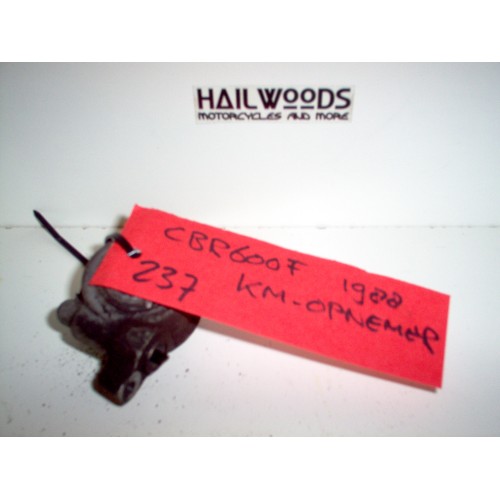 HAILWOODS
MOTORCYCLES AND MORE
CBR600F 1988
237 KM-OPNEMER